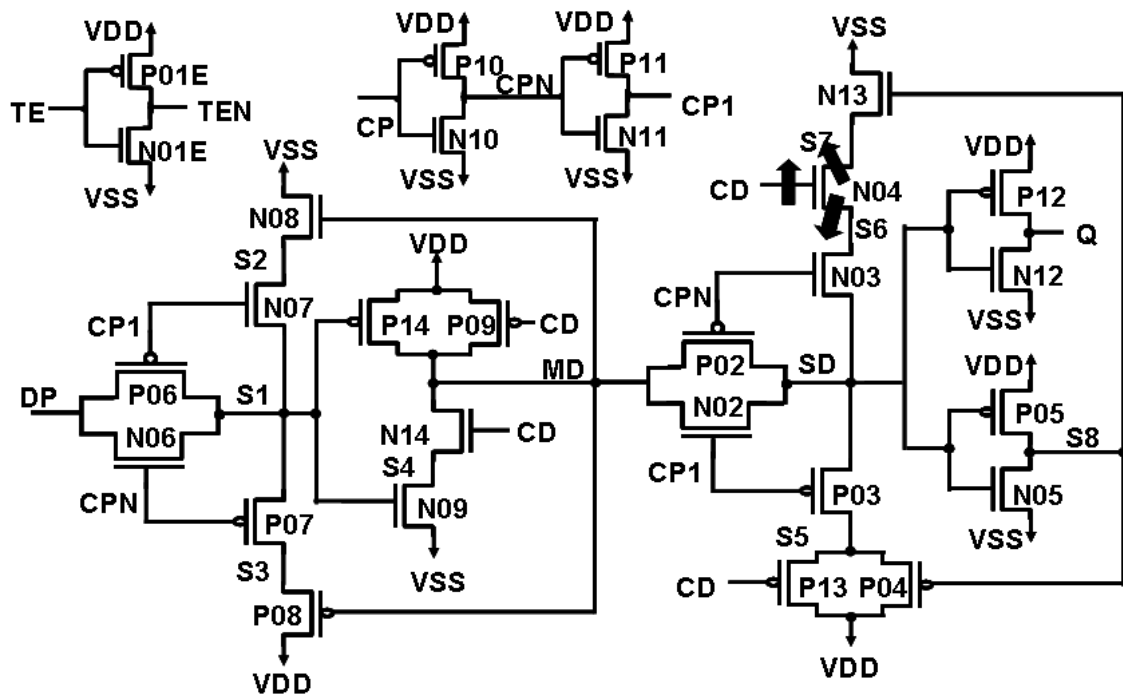 VDD
P01E
TE
TEN
N01E
VSS
VDD
P10
CPN
CP
N10
VSS
VDD
P11
CP1
N11
VSS
VSS
N13
S7
CD
N04
S6
N03
CPN
VDD
P12
Q
N12
VSS
VSS
N08
S2
N07
CP1
VDD
P14
P09
CD
MD
DP
P06
N06
S1
CPN
P07
S3
P08
VDD
N14
CD
S4
N09
VSS
P02
N02
SD
CP1
P03
S5
CD
P13
P04
VDD
VDD
P05
S8
N05
VSS